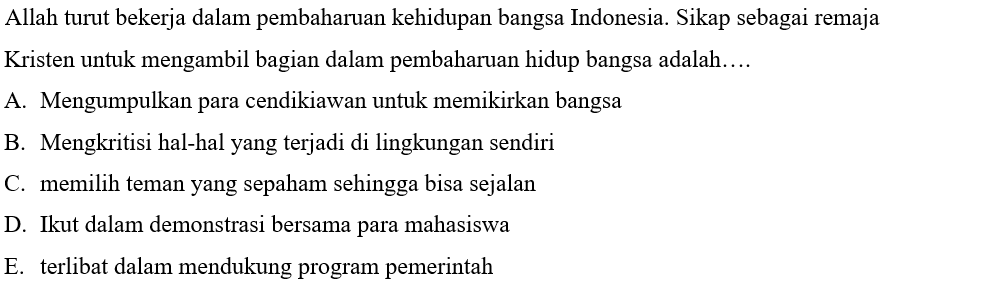 Allah turut bekerja dalam pembaharuan kehidupan bangsa Indonesia. Sikap sebagai remaja
Kristen untuk mengambil bagian dalam pembaharuan hidup bangsa adalah….
A. Mengumpulkan para cendikiawan untuk memikirkan bangsa
B. Mengkritisi hal-hal yang terjadi di lingkungan sendiri
C. memilih teman yang sepaham sehingga bisa sejalan
D. Ikut dalam demonstrasi bersama para mahasiswa
E. terlibat dalam mendukung program pemerintah